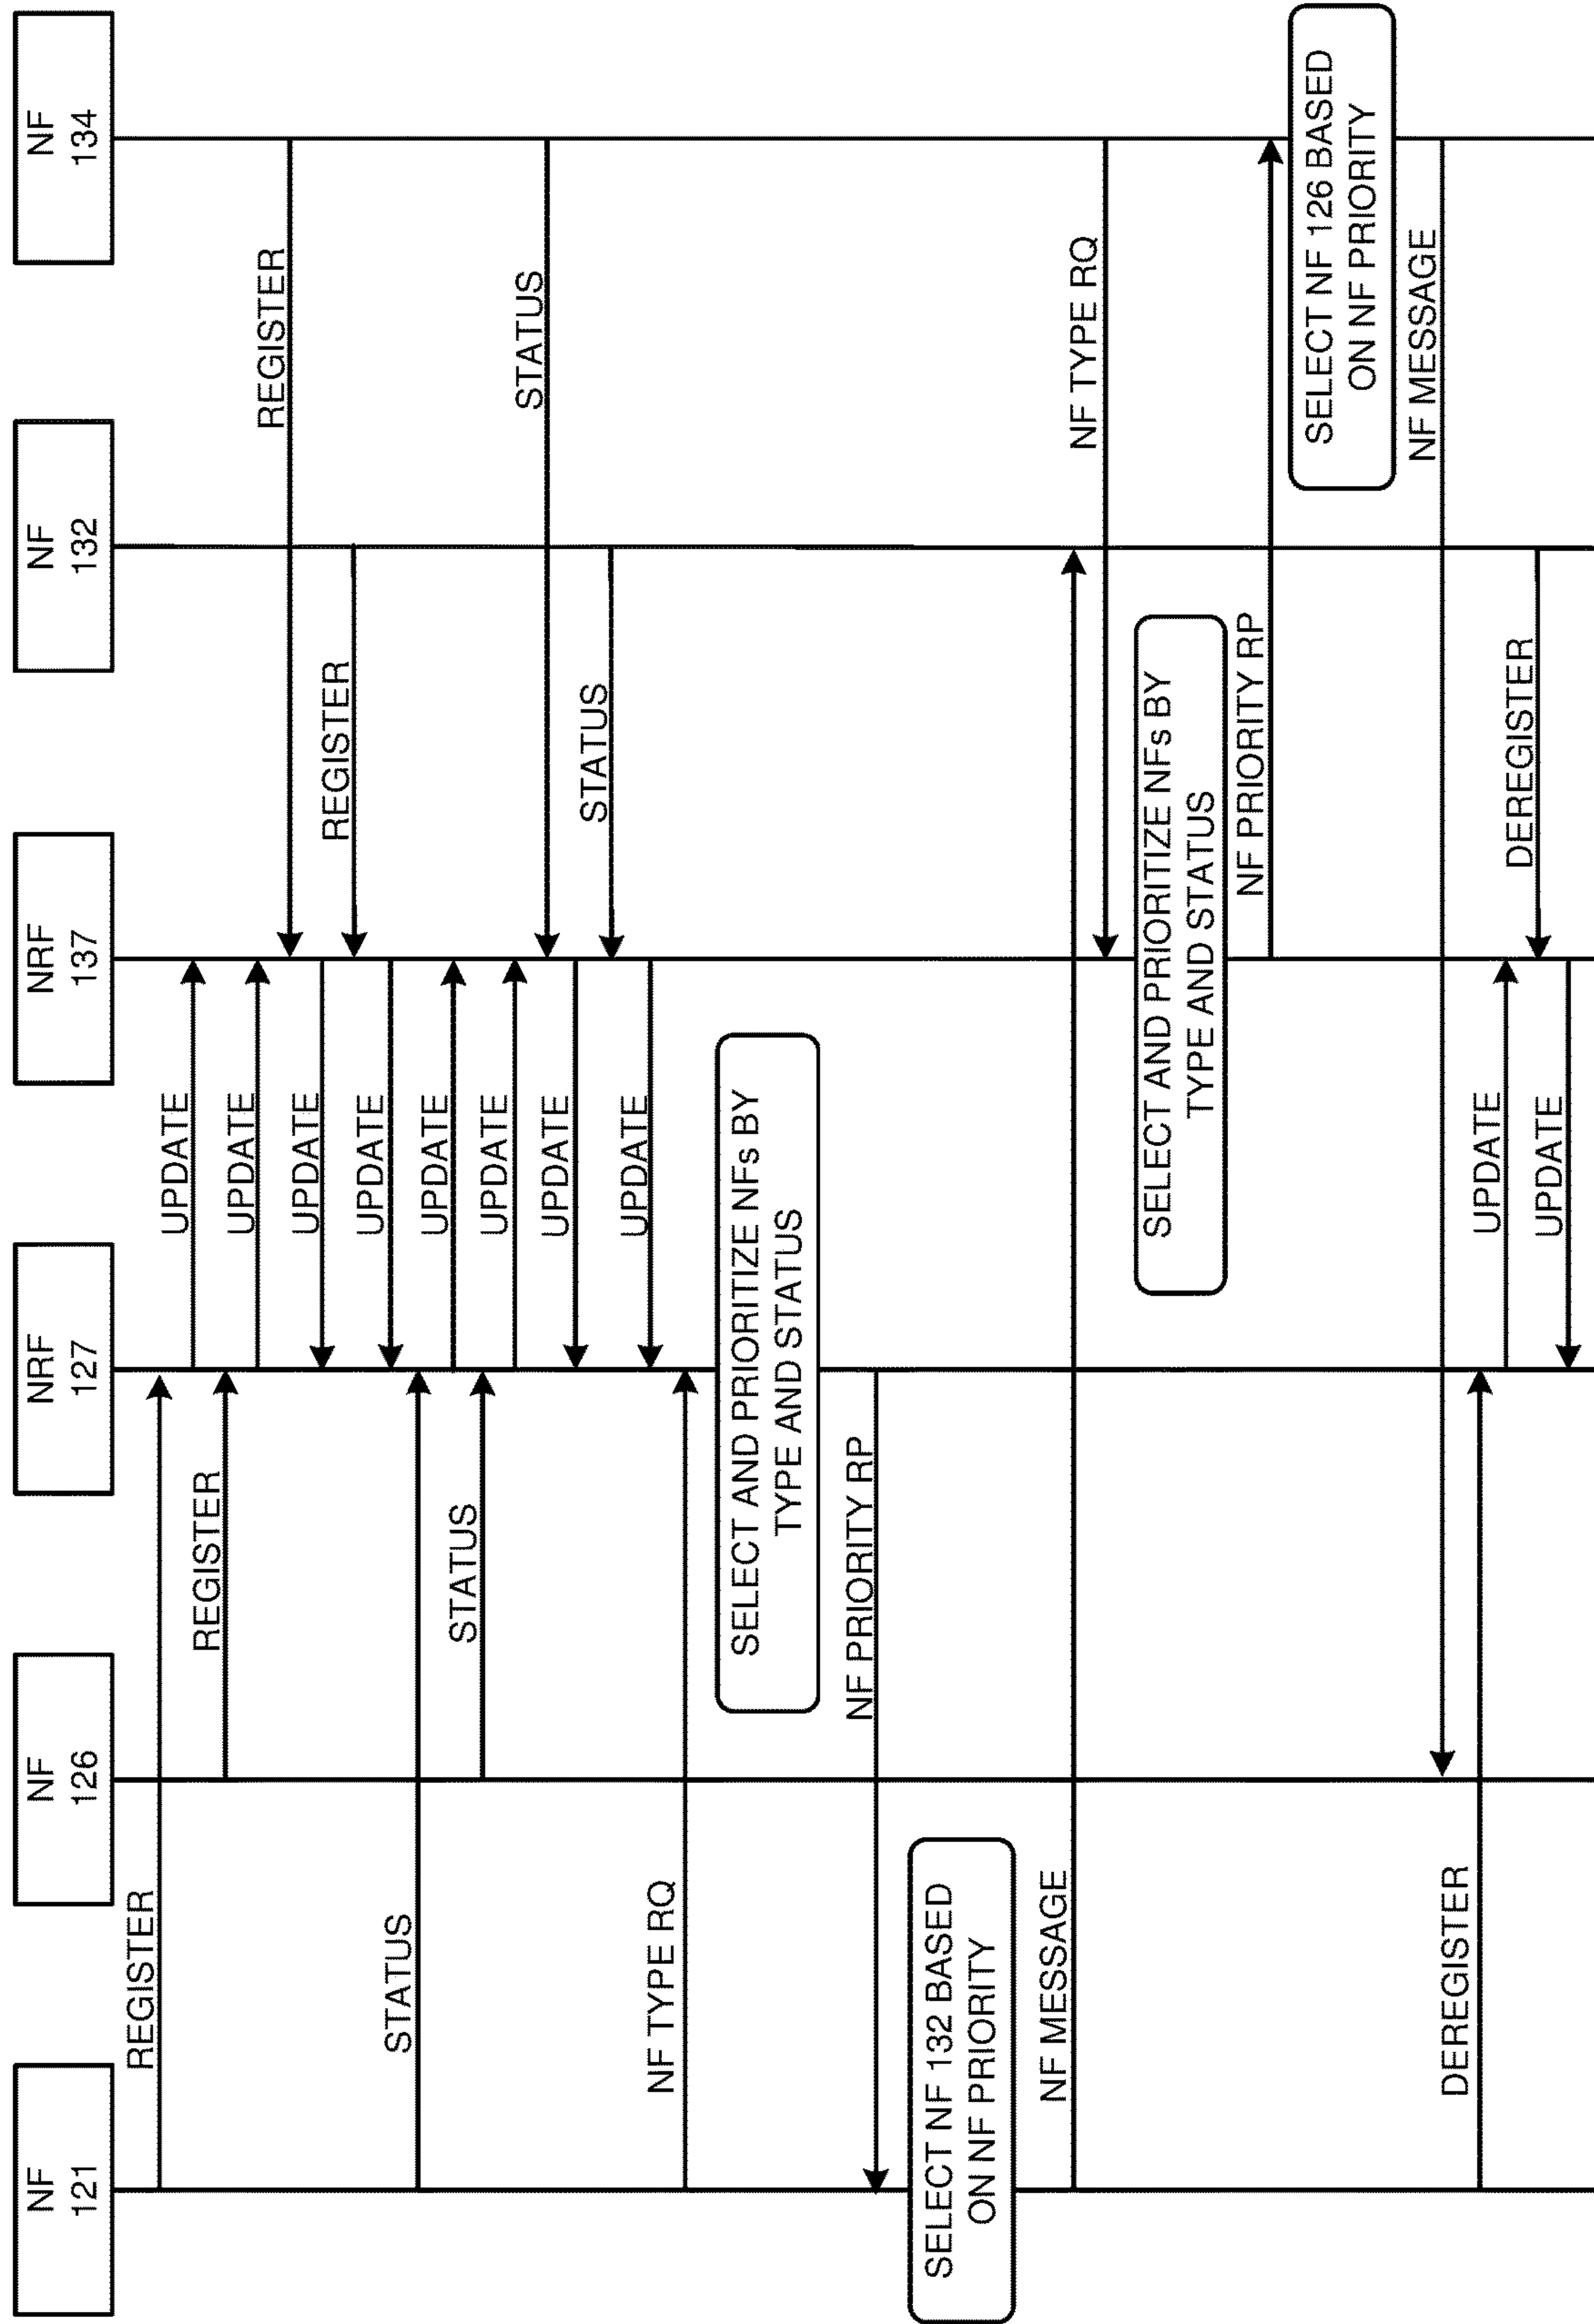 NF
121
NF
126
NRF
127
NRF
137
NF
132
NF
134
REGISTER
UPDATE
REGISTER
UPDATE
REGISTER
UPDATE
REGISTER
UPDATE
STATUS
UPDATE
STATUS
UPDATE
STATUS
UPDATE
STATUS
UPDATE
NF TYPE RQ
SELECT AND PRIORITIZE NFs BY
TYPE AND STATUS
NF PRIORITY RP
SELECT NF 132 BASED
ON NF PRIORITY
NF MESSAGE
NF TYPE RQ
SELECT AND PRIORITIZE NFs BY
TYPE AND STATUS
NF PRIORITY RP
SELECT NF 126 BASED
ON NF PRIORITY
NF MESSAGE
DEREGISTER
UPDATE
DEREGISTER
UPDATE